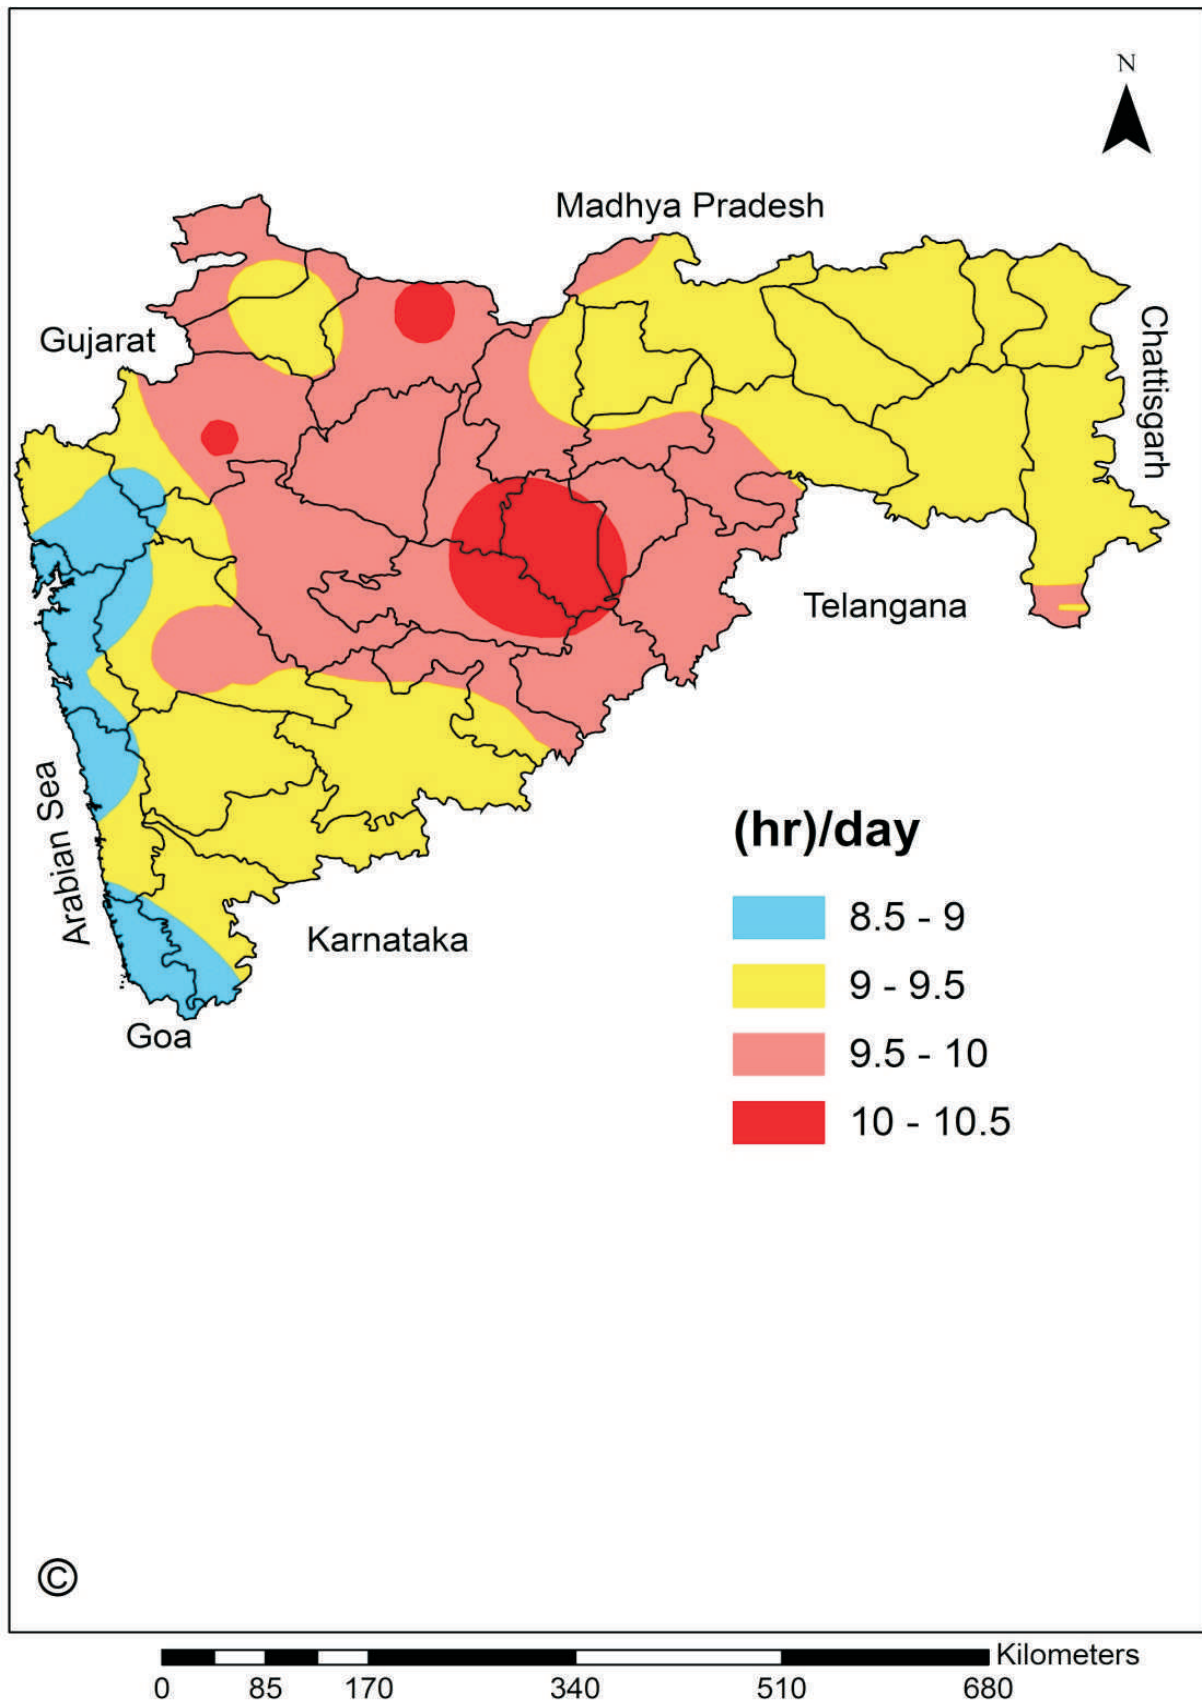 N
Madhya Pradesh
Gujarat
Chattisgarh
Telangana
Arabian Sea
Karnataka
Goa
(hr)/day
8.5 - 9
9 - 9.5
9.5 - 10
10 - 10.5
©
Kilometers
0 85 170 340 510 680